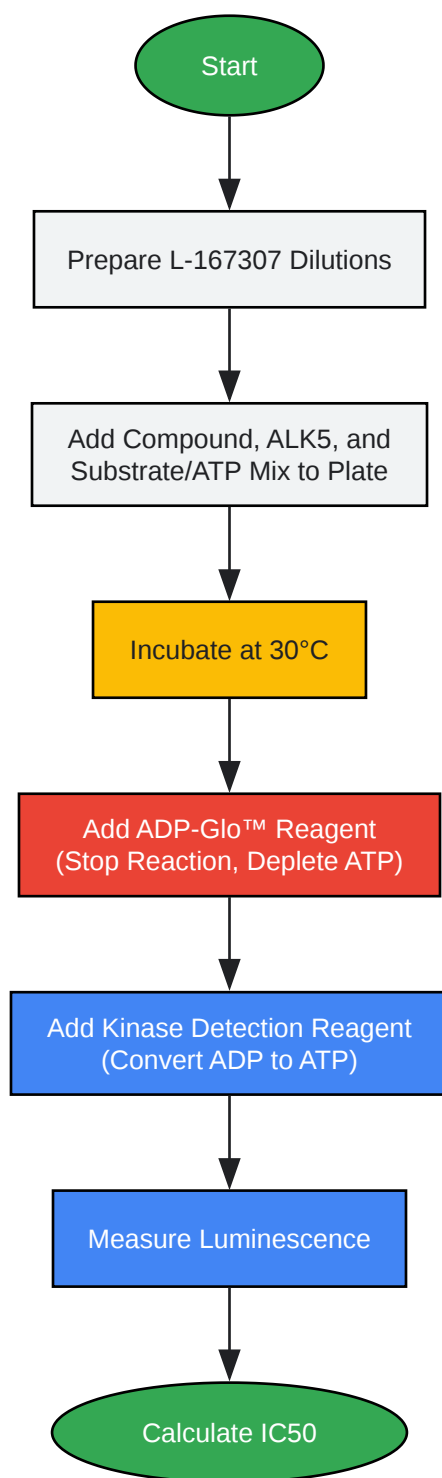 Start
Prepare L-167307 Dilutions
Add Compound, ALK5, and
Substrate/ATP Mix to Plate
Incubate at 30°C
Add ADP-Glo™ Reagent
(Stop Reaction, Deplete ATP)
Add Kinase Detection Reagent
(Convert ADP to ATP)
Measure Luminescence
Calculate IC50